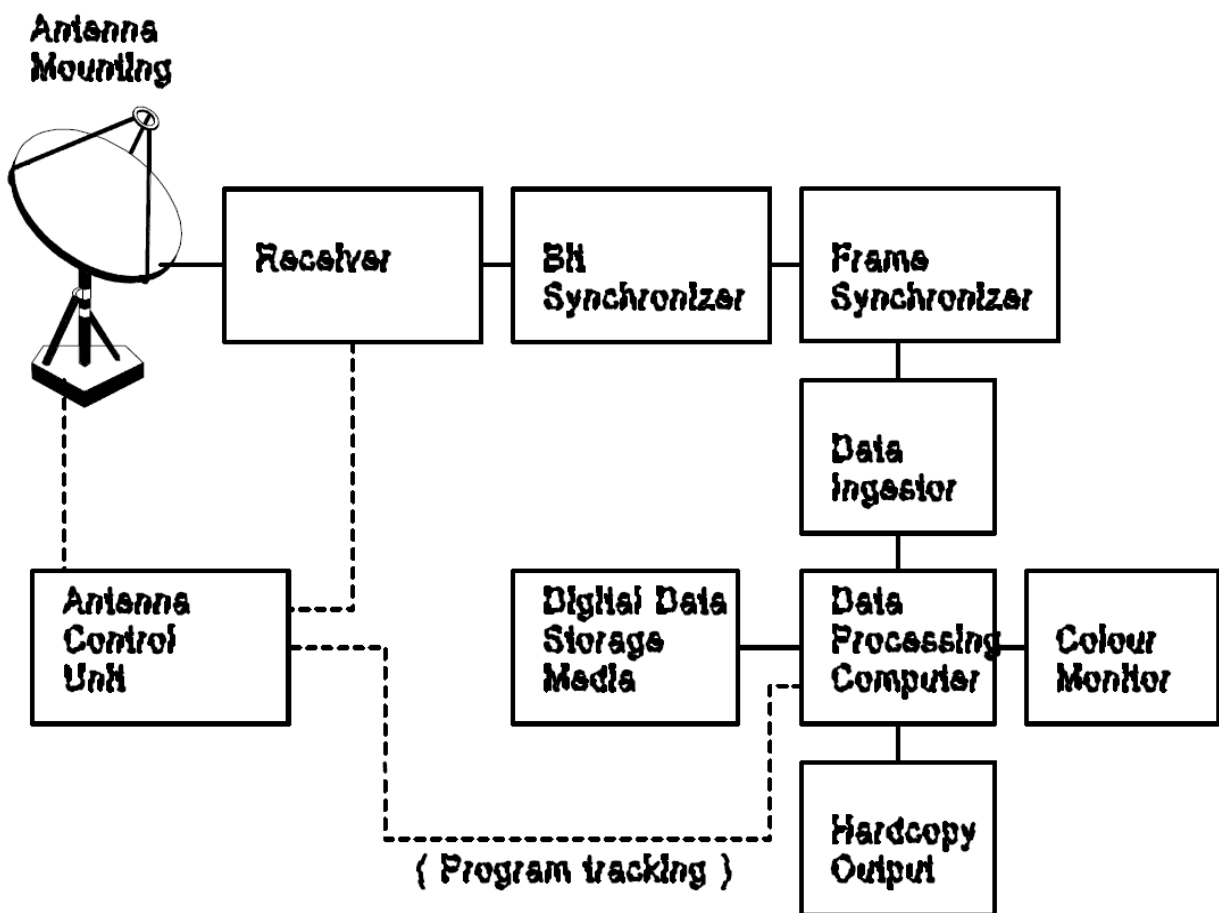 Antenna
Mounting
Receiver
Bit
Synchronizer
Frame
Synchronizer
Data
Ingestor
Antenna
Control
Unit
Digital Data
Storage
Media
Data
Processing
Computer
Colour
Monitor
Hardcopy
Output
( Program tracking )